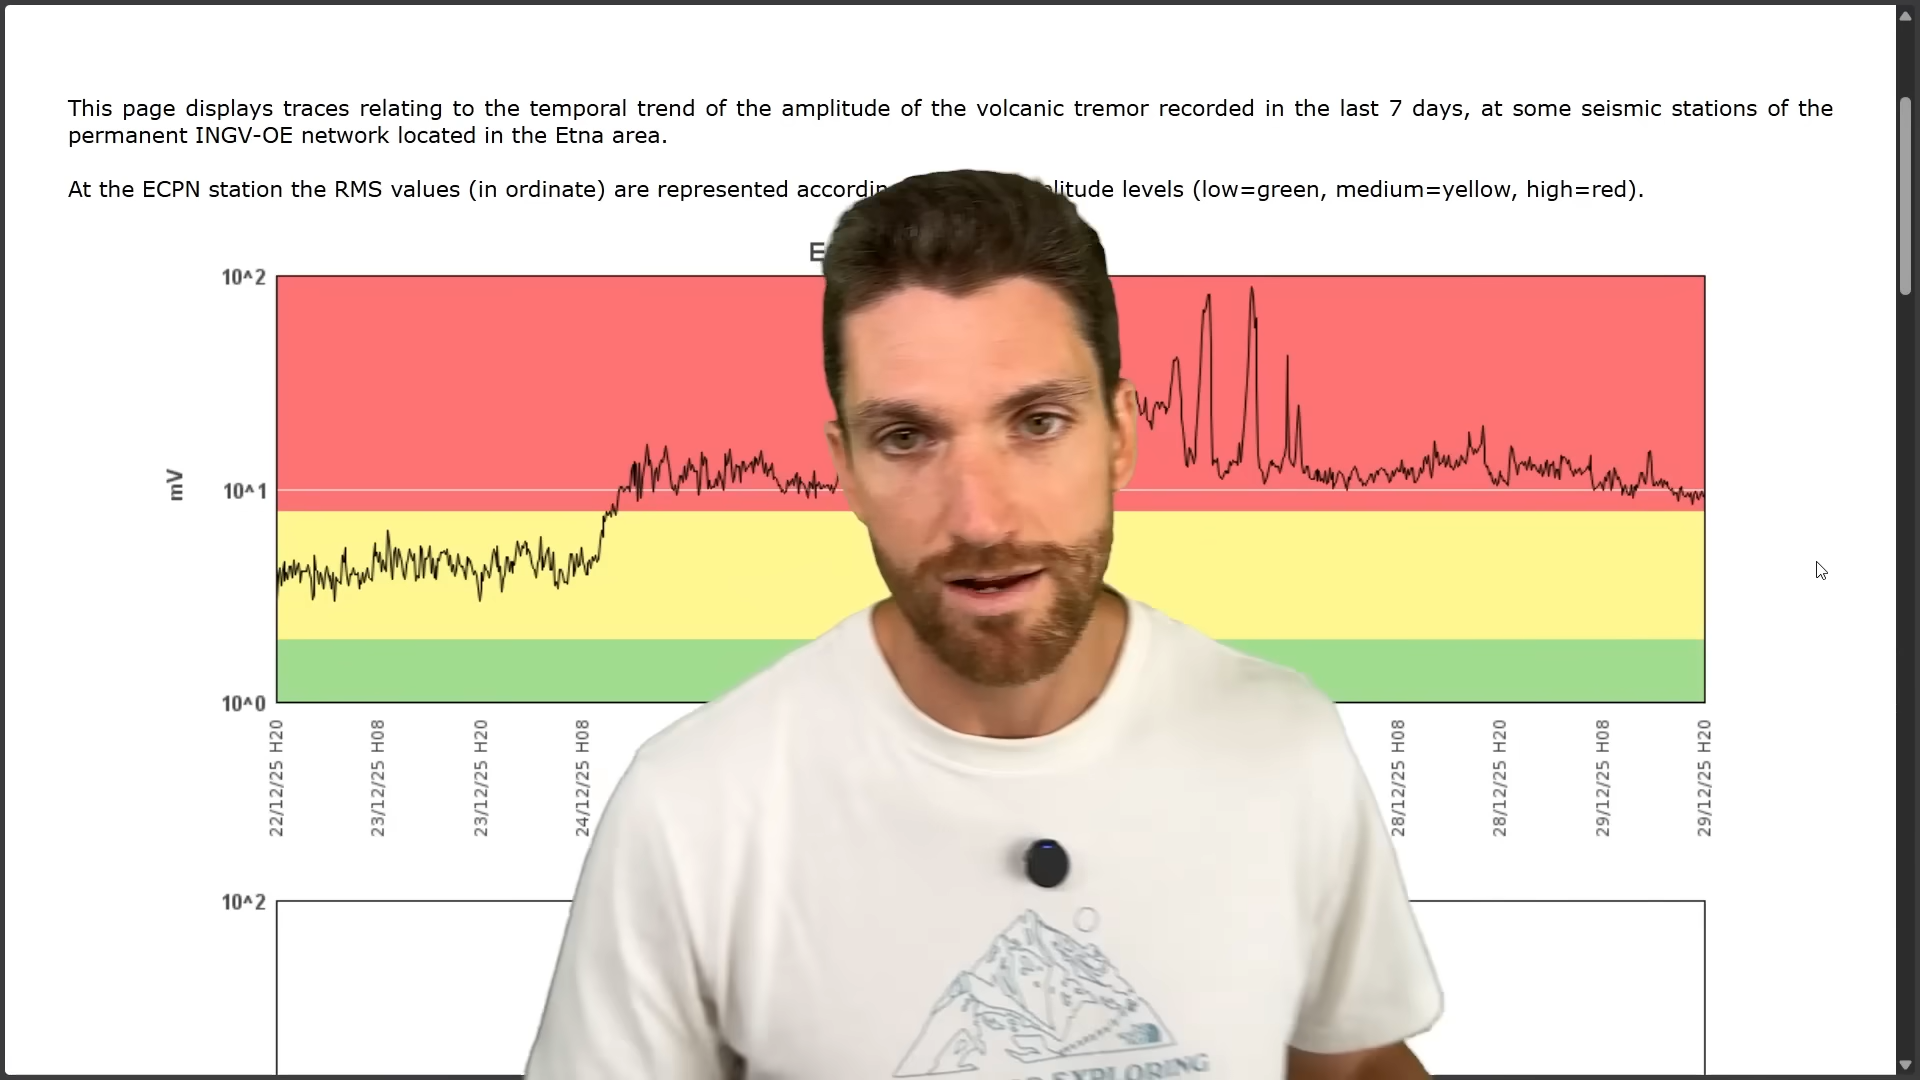 This page displays traces relating to the temporal trend of the amplitude of the volcanic tremor recorded in the last 7 days, at some seismic stations of the
permanent INGV-OE network located in the Etna area.
At the ECPN station the RMS values (in ordinate) are represented levels (low=green, medium=yellow, high=red).
10^2
mV
10^1
10^0
22/12/25 H20
23/12/25 H08
23/12/25 H20
24/12/25 H08
28/12/25 H08
28/12/25 H20
29/12/25 H08
29/12/25 H20
10^2
EXPLORING